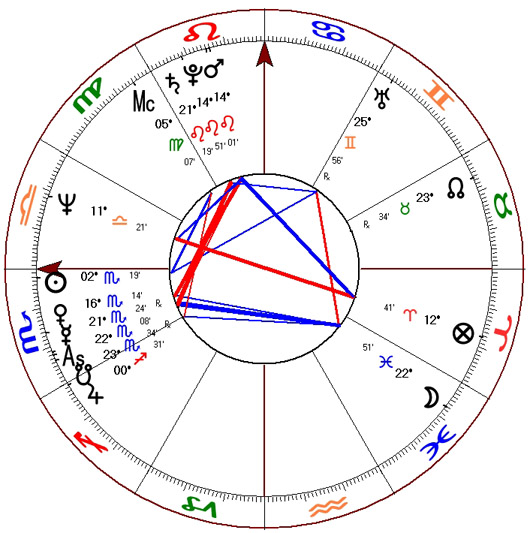 ♌ ♋
♄ ♇ ♂
Mc 21° 14° 14° ♅
♍ ♊
05° ♌ ♌ ♌ 25°
♍ 19' 51' 01' ♊
07' 56'
℞
♆ 11° ♎ 21' 23° ☊
♎ ℞ 34' ♉ ♉
☉ 02° ♏ 19'
♀ 16° ♏ 14' ℞ 41' ♈ 12° ⊗
☿ 21° ♏ 24'
♏ 22° ♏ 08' ℞ ♈
As 23° ♏ 34'
00° ♐ 31' 51' ♓ 22° ☽
♃
♐ ♓
♑ ♒